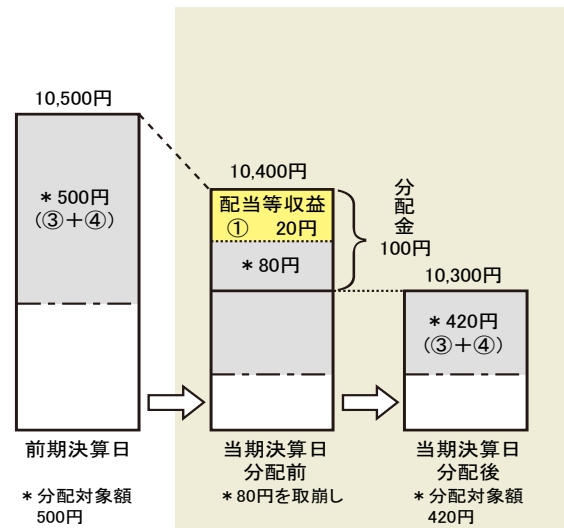 10,500円
＊500円
（③＋④）
前期決算日
＊分配対象額
500円
10,400円
配当等収益
① 20円
＊80円
分配金
100円
当期決算日
分配前
＊80円を取崩し
10,300円
＊420円
（③＋④）
当期決算日
分配後
＊分配対象額
420円